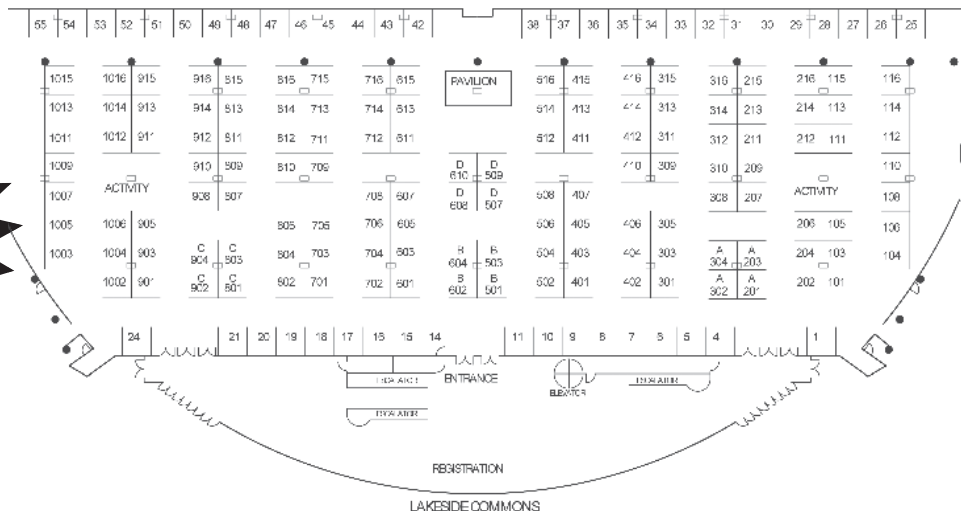 55 54 53 52 51 50 49 48 47 46 45 44 43 42 38 37 36 35 34 33 32 31 30 29 28 27 26 25
1015 1016 915 916 815 816 715 716 615 PAVILION 516 415 416 315 316 215 216 115 116
1013 1014 913 914 813 814 713 714 613 514 413 414 313 314 213 214 113 114
1011 1012 911 912 811 812 711 712 611 512 411 412 311 312 211 212 111 112
1009 910 809 810 709 D D 410 309 310 209 110
610 509
1007 ACTIVITY 908 807 708 607 D D 508 407 308 207 ACTIVITY 108
608 507
1005 1006 905 806 705 706 605 506 405 406 305 206 105 106
1003 1004 903 C C 804 703 704 603 B B 504 403 404 303 A A 204 103 104
904 803 604 503 304 203
1002 901 C C 802 701 702 601 B B 502 401 402 301 A A 202 101
902 801 602 501 302 201
24 21 20 19 18 17 16 15 14 11 10 9 8 7 6 5 4 1
ESCALATOR ENTRANCE ELEVATOR ESCALATOR
ESCALATOR
REGISTRATION
LAKESIDE COMMONS